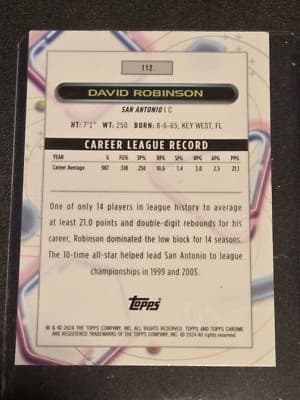 112
DAVID ROBINSON
SAN ANTONIO | C
HT: 7'1" WT: 250 BORN: 8-6-65, KEY WEST, FL
CAREER LEAGUE RECORD
YEAR G FG% 3P% RPG SPG BPG APG PPG
Career Average 987 .518 .250 10.6 1.4 3.0 2.5 21.1
One of only 14 players in league history to average
at least 21.0 points and double-digit rebounds for
his career, Robinson dominated the low block for 14 seasons.
The 10-time all-star helped lead San Antonio to league
championships in 1999 and 2003.
Topps
® & © 2024 THE TOPPS COMPANY, INC. ALL RIGHTS RESERVED. TOPPS AND TOPPS CHROME
ARE REGISTERED TRADEMARKS OF THE TOPPS COMPANY, INC. © 2024 ALL RIGHTS RESERVED.